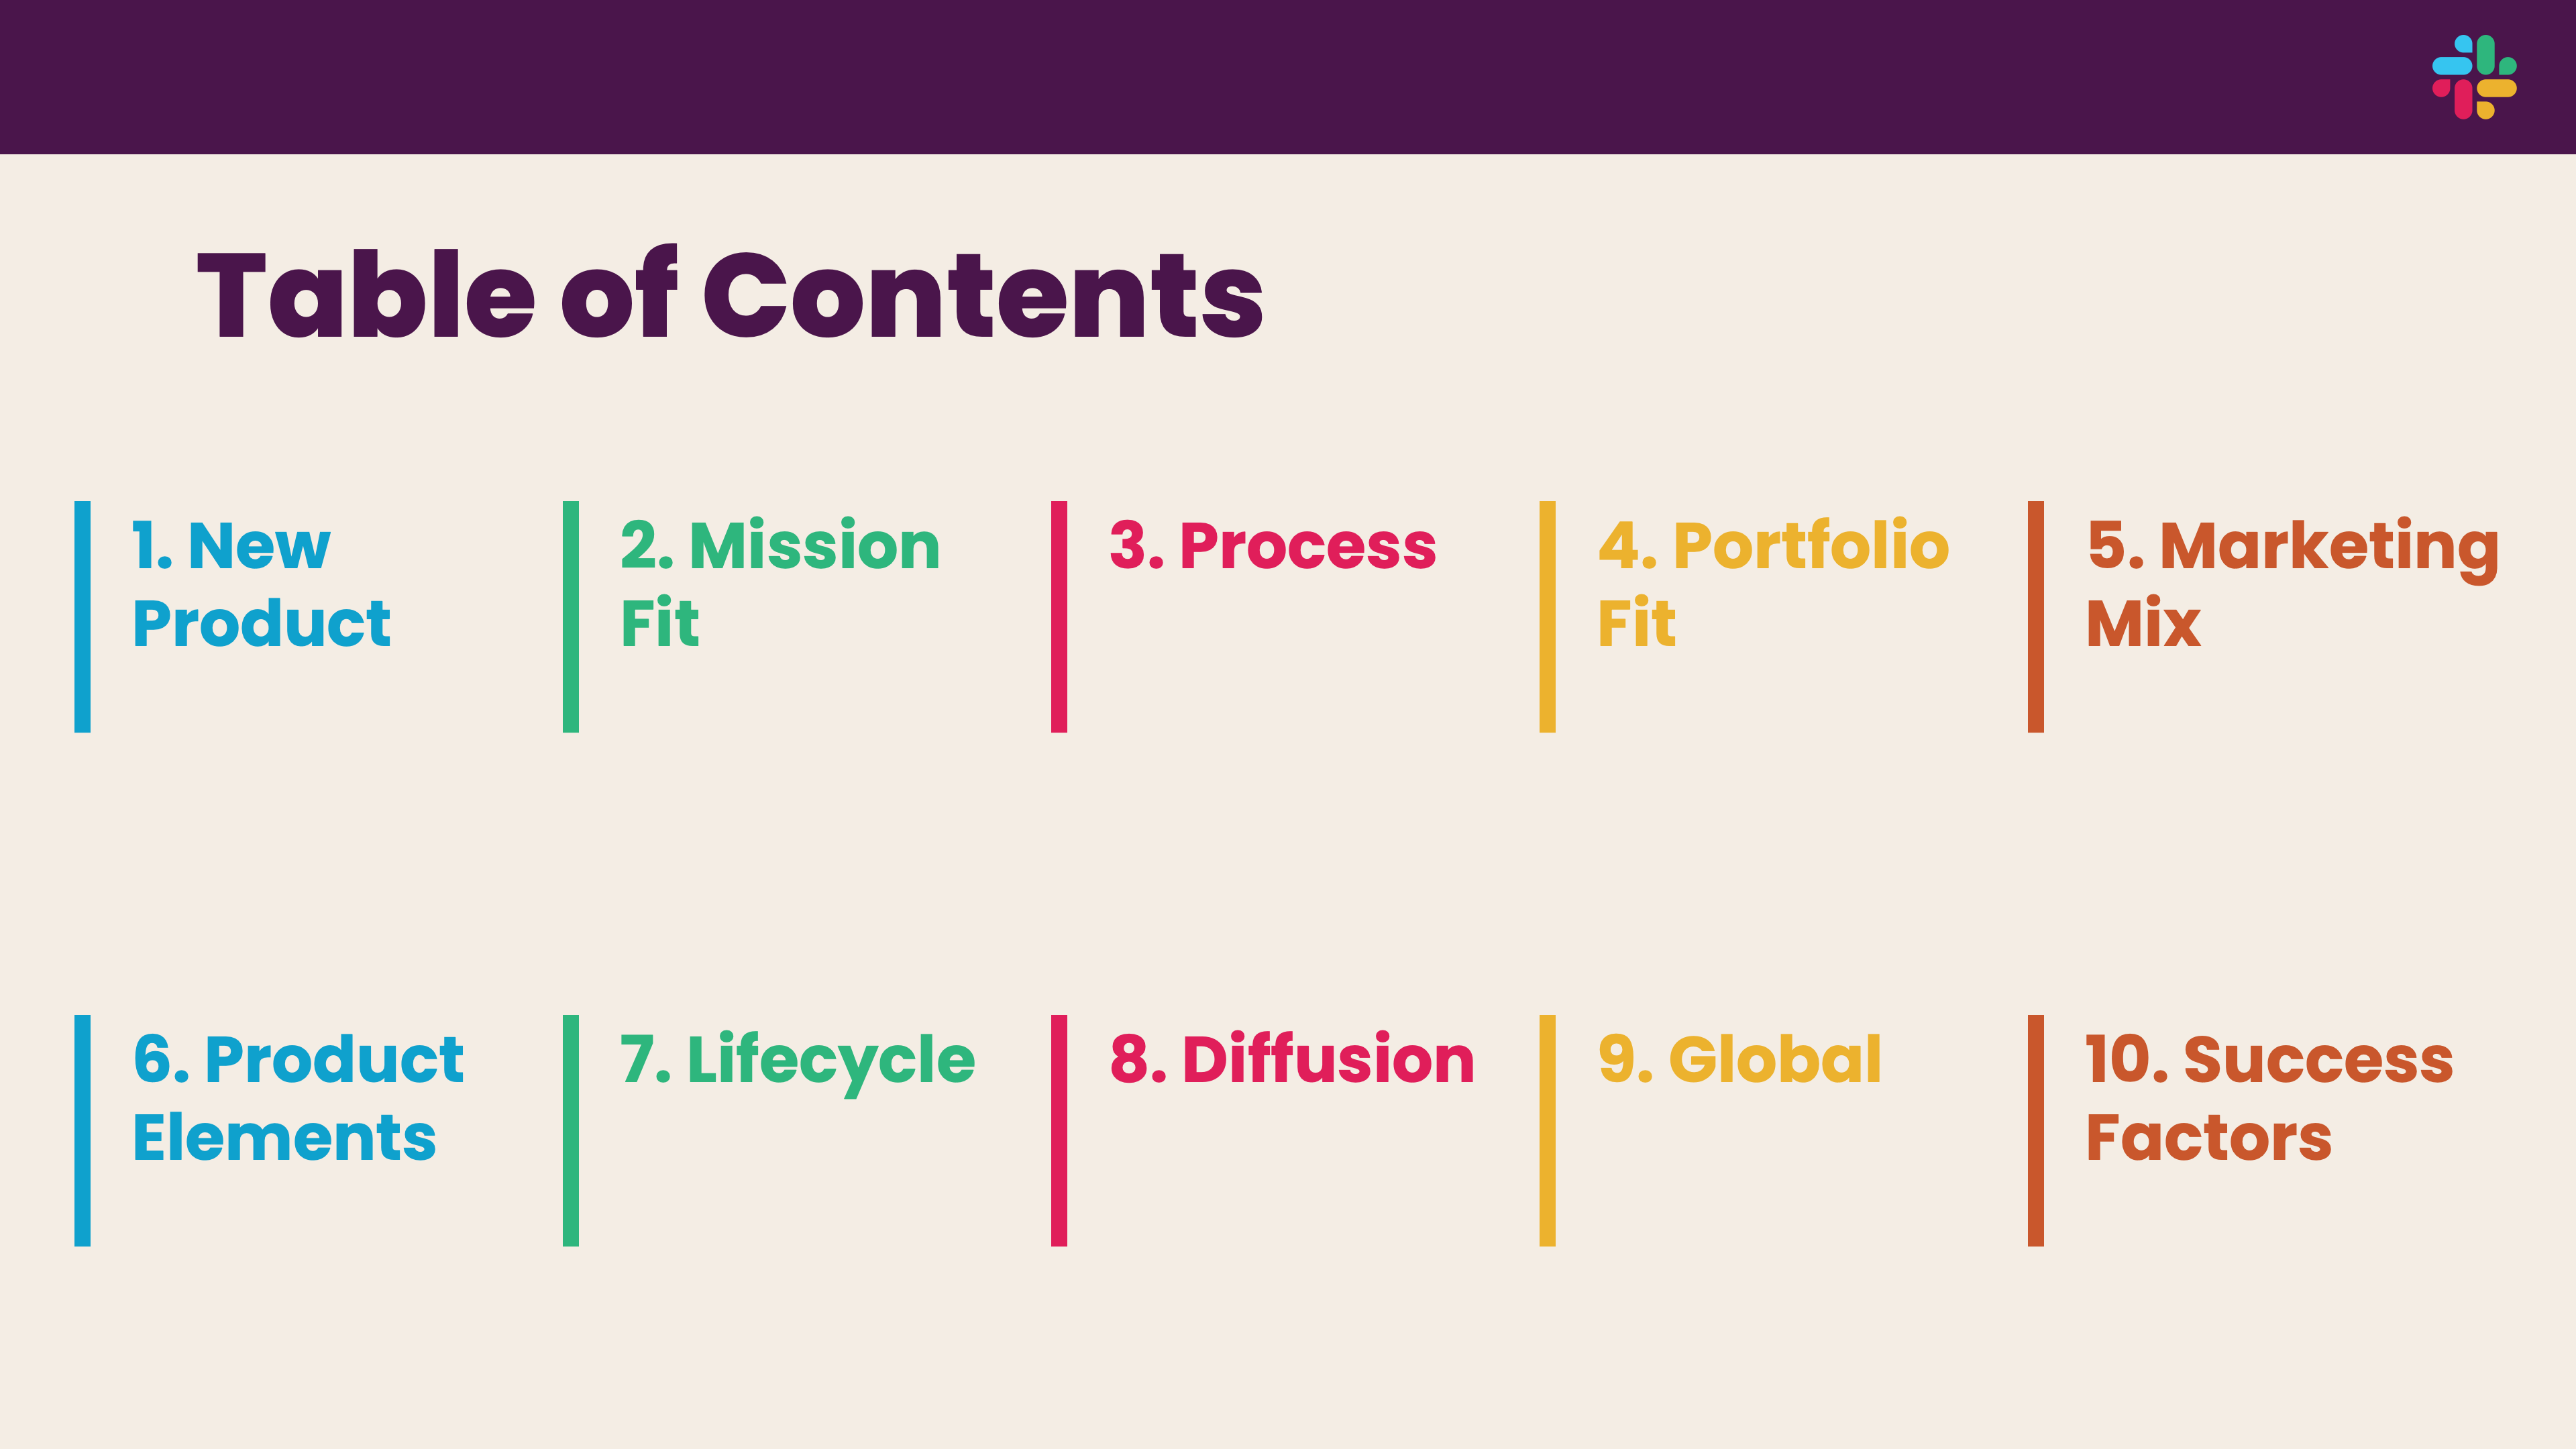 Table of Contents
1. New
Product
2. Mission
Fit
3. Process
4. Portfolio
Fit
5. Marketing
Mix
6. Product
Elements
7. Lifecycle
8. Diffusion
9. Global
10. Success
Factors